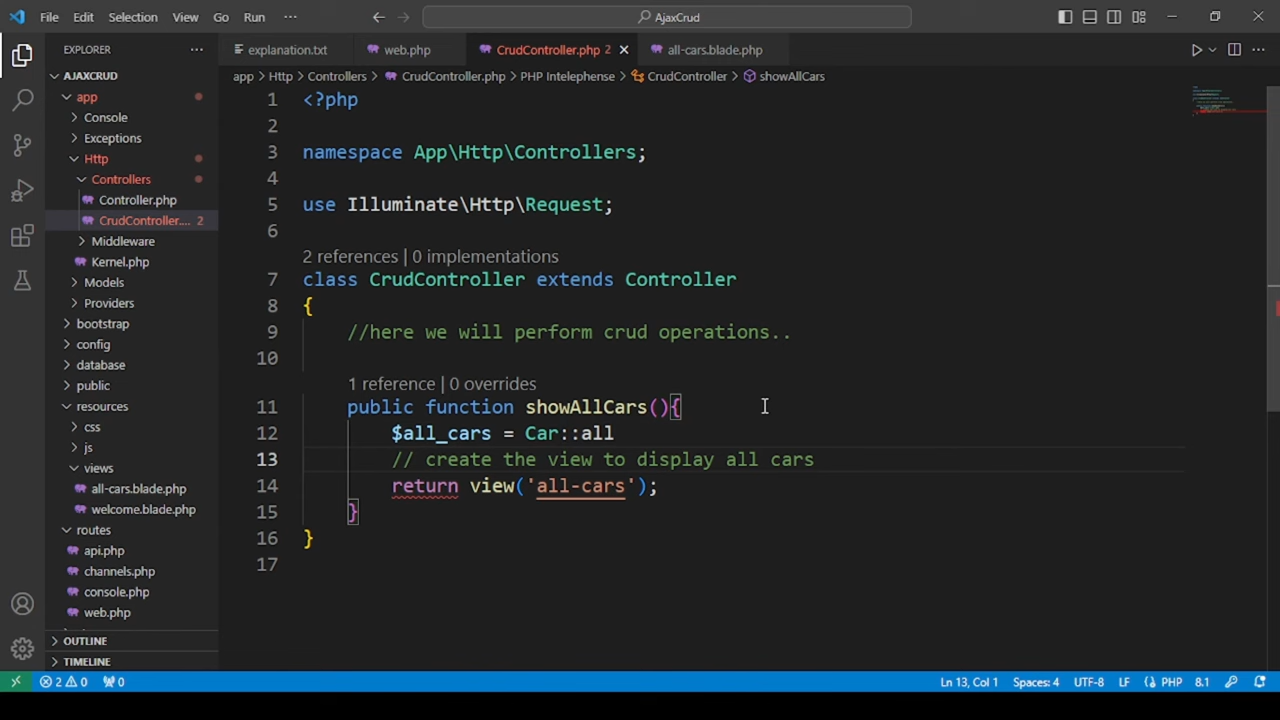 File Edit Selection View Go Run ··· AjaxCrud
EXPLORER ···
explanation.txt web.php CrudController.php 2 all-cars.blade.php
AJAXCRUD
app > Http > Controllers > CrudController.php > PHP Intelephense > CrudController > showAllCars
app
Console
Exceptions
Http
Controllers
Controller.php
CrudController.... 2
Middleware
Kernel.php
Models
Providers
bootstrap
config
database
public
resources
css
js
views
all-cars.blade.php
welcome.blade.php
routes
api.php
channels.php
console.php
web.php
OUTLINE
TIMELINE
1 <?php
2
3 namespace App\Http\Controllers;
4
5 use Illuminate\Http\Request;
6
2 references | 0 implementations
7 class CrudController extends Controller
8 {
9 //here we will perform crud operations..
10
1 reference | 0 overrides
11 public function showAllCars(){
12 $all_cars = Car::all
13 // create the view to display all cars
14 return view('all-cars');
15 }
16 }
17
2 0 0 Ln 13, Col 1 Spaces: 4 UTF-8 LF PHP 8.1